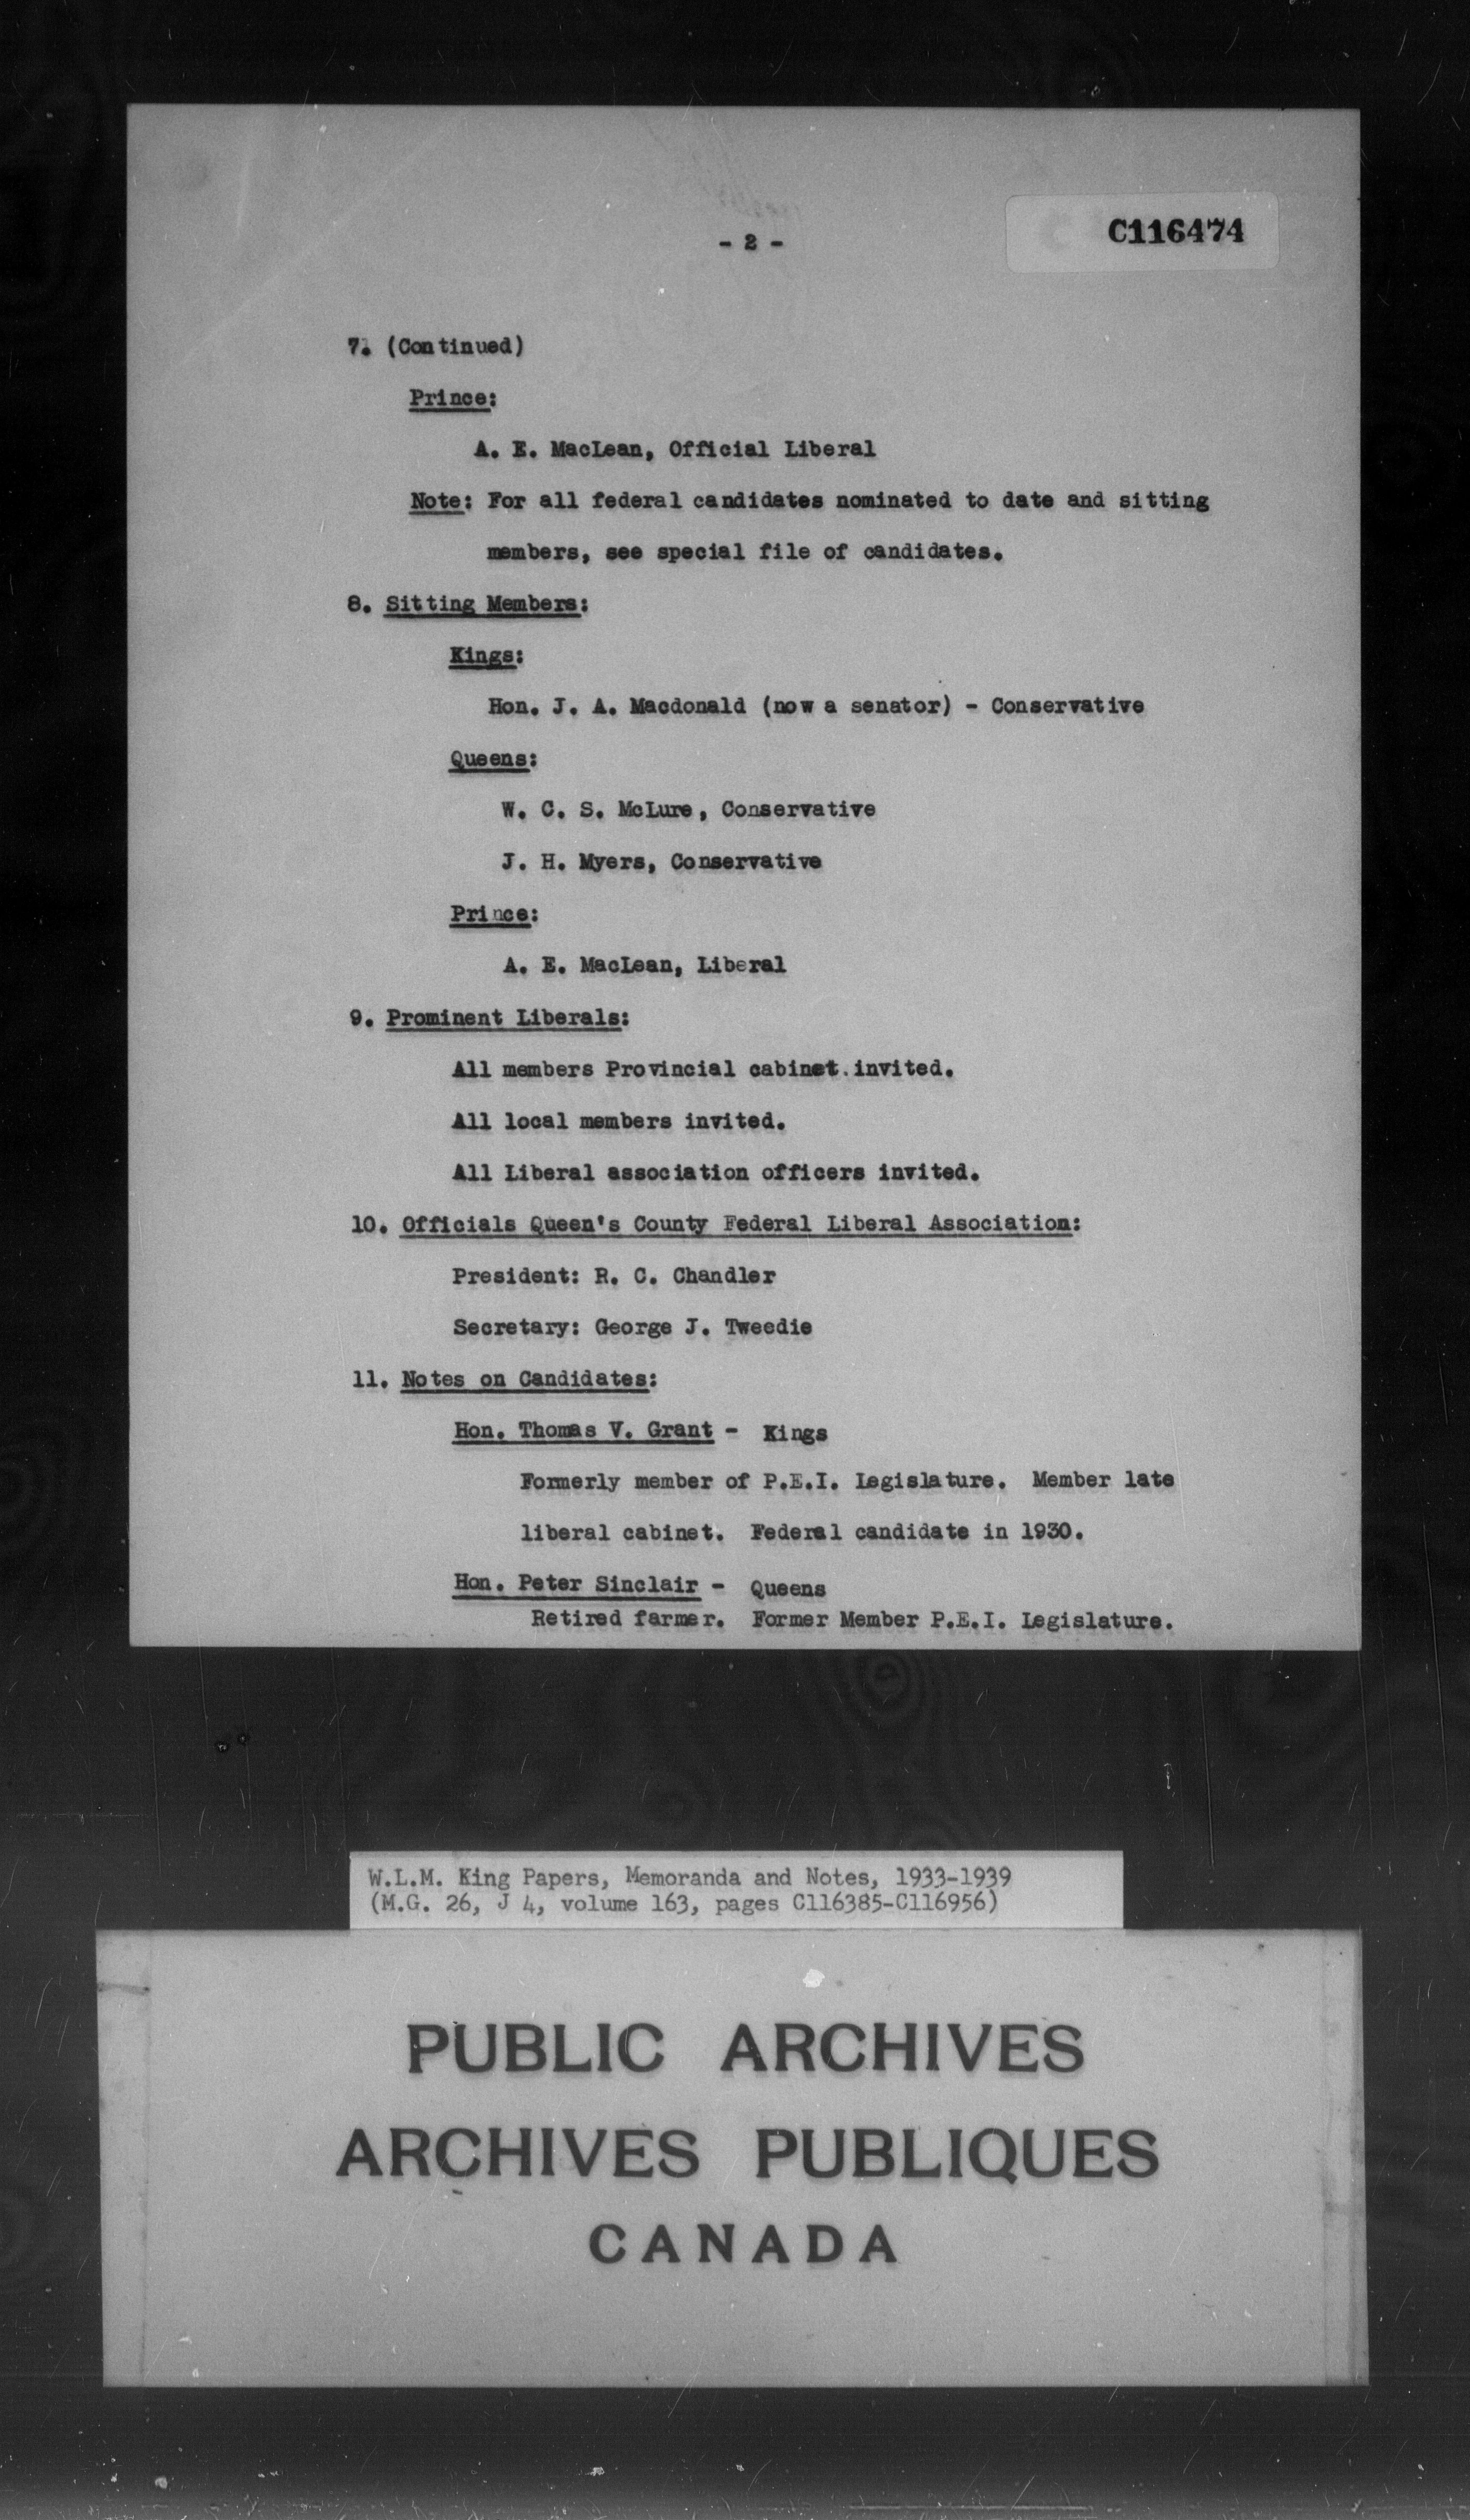 - 2 -
C116474
7. (Continued)
Prince:
A. E. MacLean, Official Liberal
Note: For all federal candidates nominated to date and sitting
members, see special file of candidates.
8. Sitting Members:
Kings:
Hon. J. A. Macdonald (now a senator) - Conservative
Queens:
W. C. S. McLure, Conservative
J. H. Myers, Conservative
Prince:
A. E. MacLean, Liberal
9. Prominent Liberals:
All members Provincial cabinet.invited.
All local members invited.
All Liberal association officers invited.
10. Officials Queen's County Federal Liberal Association:
President: R. C. Chandler
Secretary: George J. Tweedie
11. Notes on Candidates:
Hon. Thomas V. Grant - Kings
Formerly member of P.E.I. Legislature. Member late
liberal cabinet. Federal candidate in 1930.
Hon. Peter Sinclair - Queens
Retired farmer. Former Member P.E.I. Legislature.
W.L.M. King Papers, Memoranda and Notes, 1933-1939
(M.G. 26, J 4, volume 163, pages C116385-C116956)
PUBLIC ARCHIVES
ARCHIVES PUBLIQUES
CANADA